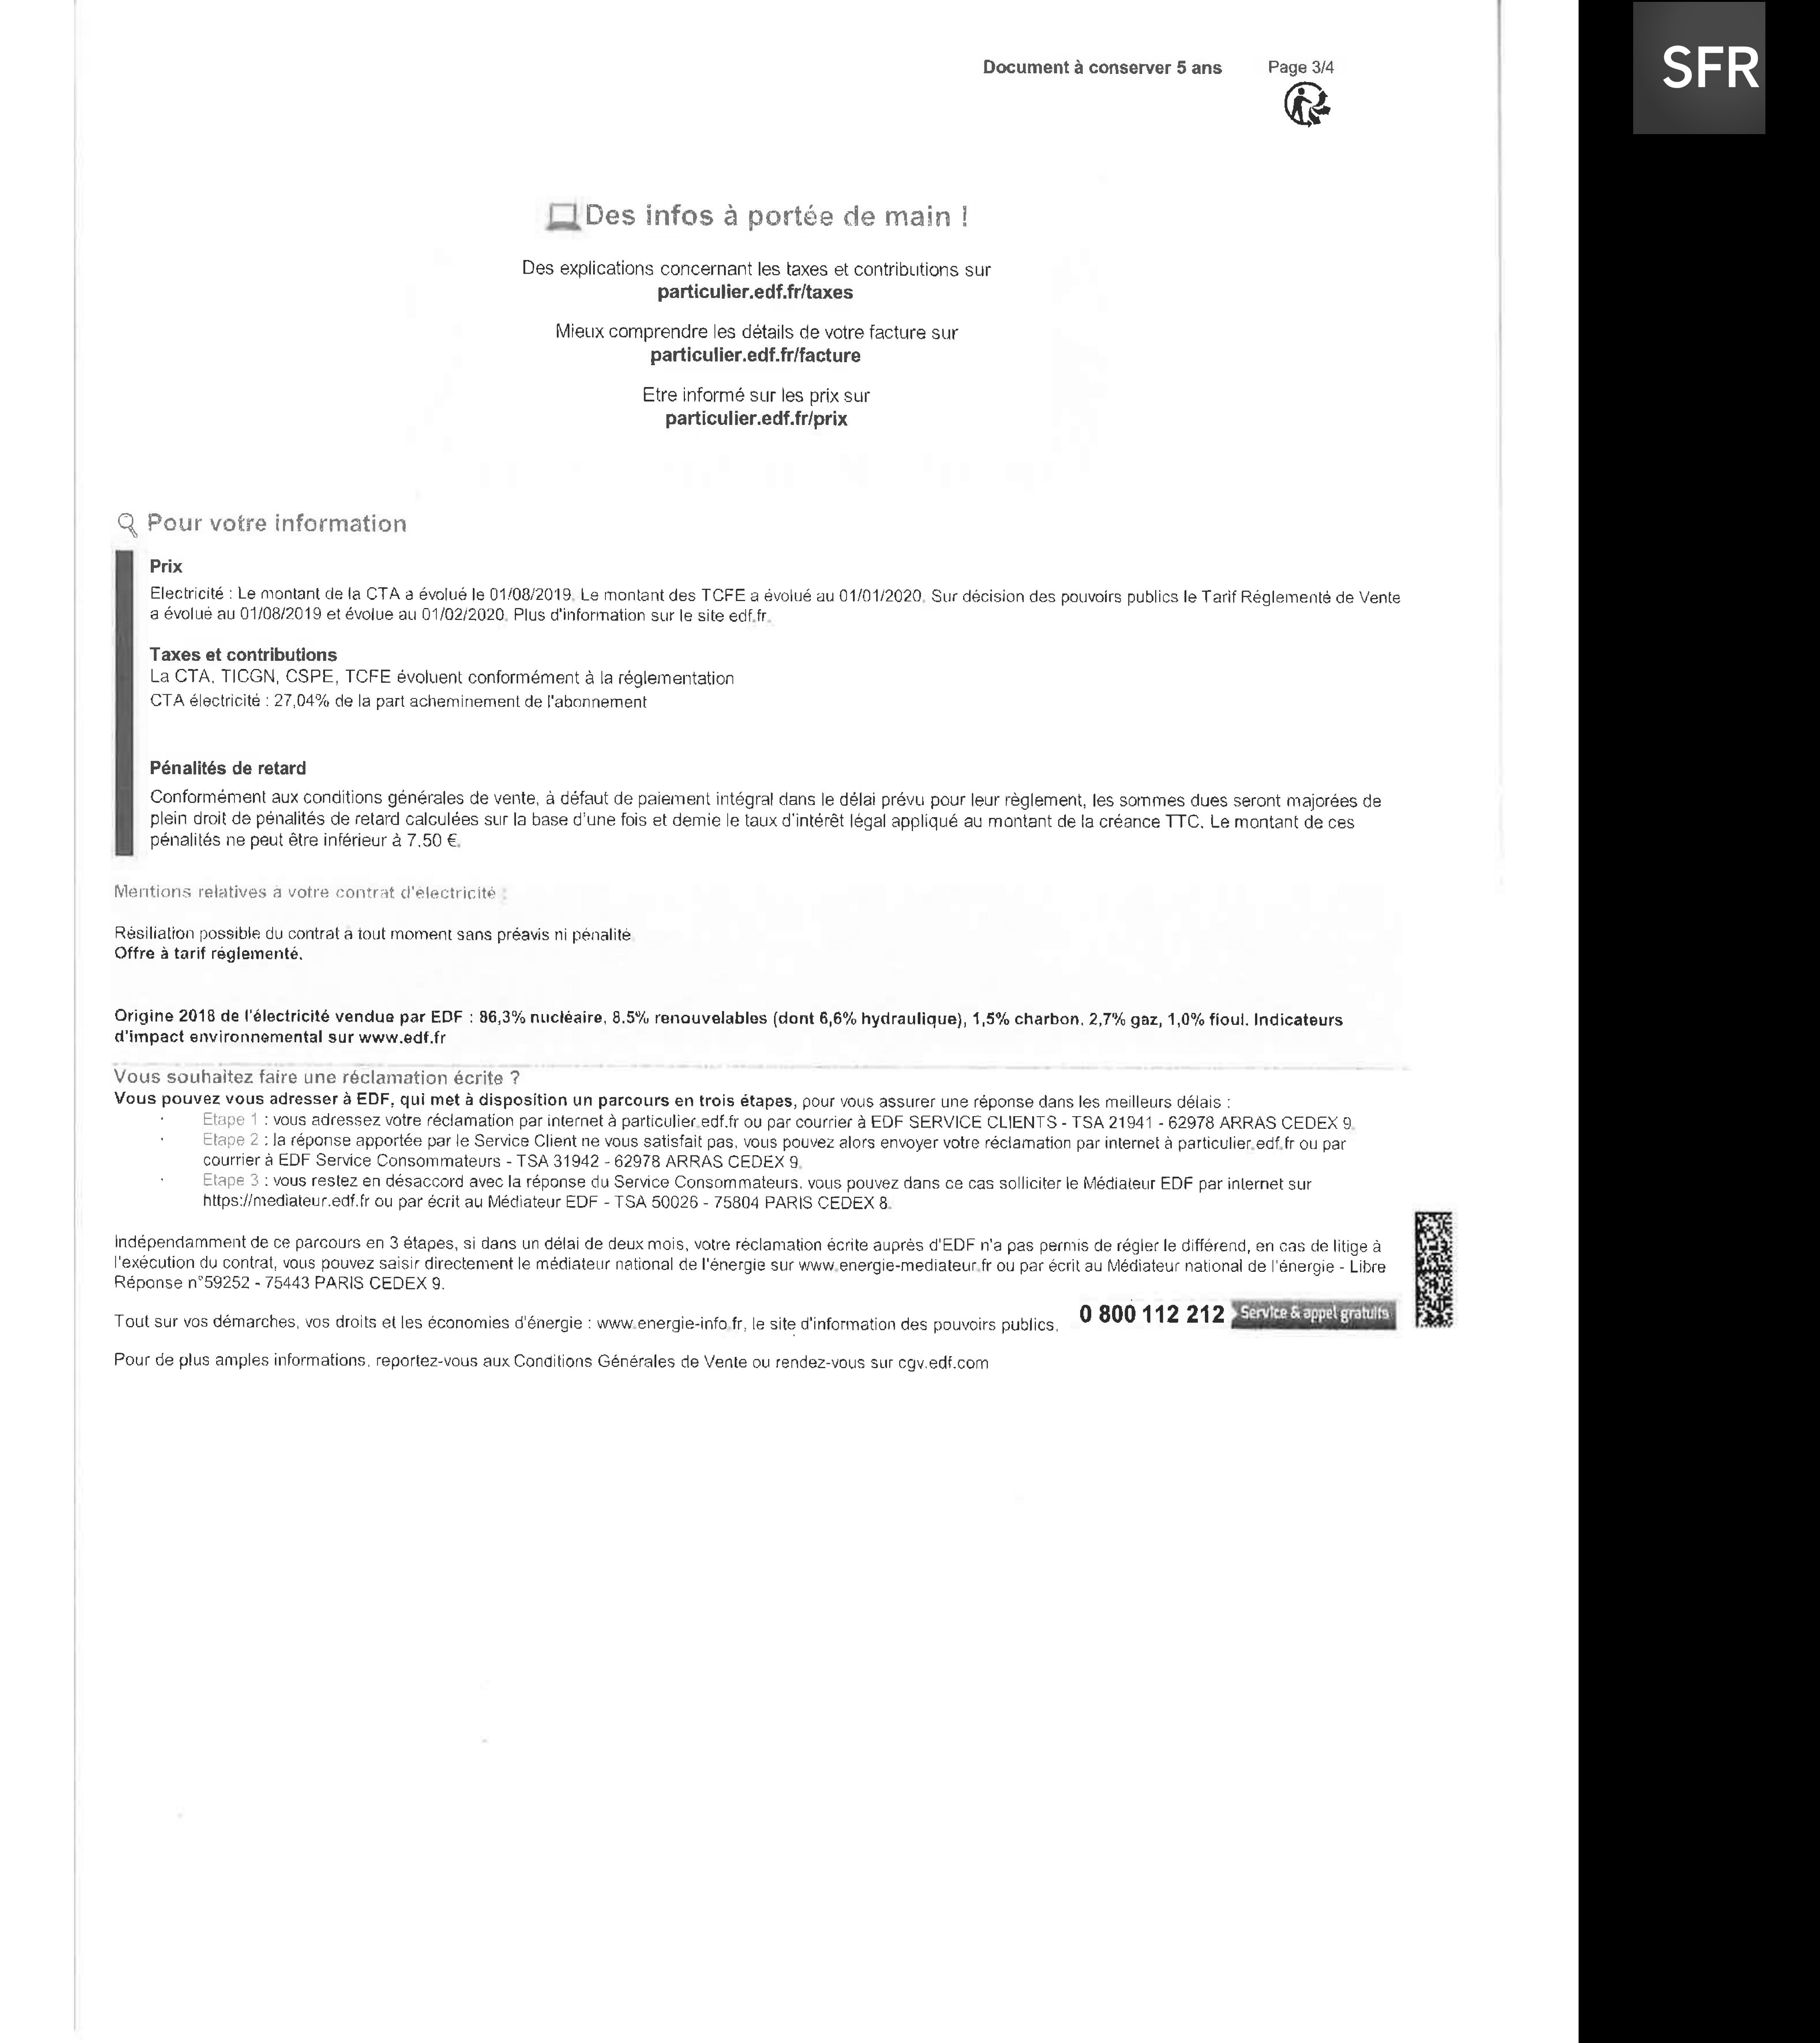 Document à conserver 5 ans Page 3/4
SFR
Des infos à portée de main !
Des explications concernant les taxes et contributions sur
particulier.edf.fr/taxes
Mieux comprendre les détails de votre facture sur
particulier.edf.fr/facture
Etre informé sur les prix sur
particulier.edf.fr/prix
Pour votre information
Prix
Electricité : Le montant de la CTA a évolué le 01/08/2019. Le montant des TCFE a évolué au 01/01/2020. Sur décision des pouvoirs publics le Tarif Réglementé de Vente
a évolué au 01/08/2019 et évolue au 01/02/2020. Plus d'information sur le site edf.fr.
Taxes et contributions
La CTA, TICGN, CSPE, TCFE évoluent conformément à la réglementation
CTA électricité : 27,04% de la part acheminement de l'abonnement
Pénalités de retard
Conformément aux conditions générales de vente, à défaut de paiement intégral dans le délai prévu pour leur règlement, les sommes dues seront majorées de
plein droit de pénalités de retard calculées sur la base d'une fois et demie le taux d'intérêt légal appliqué au montant de la créance TTC. Le montant de ces
pénalités ne peut être inférieur à 7.50 €.
Mentions relatives à votre contrat d'électricité :
Résiliation possible du contrat à tout moment sans préavis ni pénalité.
Offre à tarif réglementé.
Origine 2018 de l'électricité vendue par EDF : 86,3% nucléaire, 8.5% renouvelables (dont 6,6% hydraulique), 1,5% charbon, 2,7% gaz, 1,0% fioul. Indicateurs
d'impact environnemental sur www.edf.fr
Vous souhaitez faire une réclamation écrite ?
Vous pouvez vous adresser à EDF, qui met à disposition un parcours en trois étapes, pour vous assurer une réponse dans les meilleurs délais :
· Etape 1 : vous adressez votre réclamation par internet à particulier.edf.fr ou par courrier à EDF SERVICE CLIENTS - TSA 21941 - 62978 ARRAS CEDEX 9.
· Etape 2 : la réponse apportée par le Service Client ne vous satisfait pas, vous pouvez alors envoyer votre réclamation par internet à particulier.edf.fr ou par
courrier à EDF Service Consommateurs - TSA 31942 - 62978 ARRAS CEDEX 9.
· Etape 3 : vous restez en désaccord avec la réponse du Service Consommateurs, vous pouvez dans ce cas solliciter le Médiateur EDF par internet sur
https://mediateur.edf.fr ou par écrit au Médiateur EDF - TSA 50026 - 75804 PARIS CEDEX 8.
Indépendamment de ce parcours en 3 étapes, si dans un délai de deux mois, votre réclamation écrite auprès d'EDF n'a pas permis de régler le différend, en cas de litige à
l'exécution du contrat, vous pouvez saisir directement le médiateur national de l'énergie sur www.energie-mediateur.fr ou par écrit au Médiateur national de l'énergie - Libre
Réponse n°59252 - 75443 PARIS CEDEX 9.
Tout sur vos démarches, vos droits et les économies d'énergie : www.energie-info.fr, le site d'information des pouvoirs publics. 0 800 112 212 Service & appel gratuits
Pour de plus amples informations, reportez-vous aux Conditions Générales de Vente ou rendez-vous sur cgv.edf.com